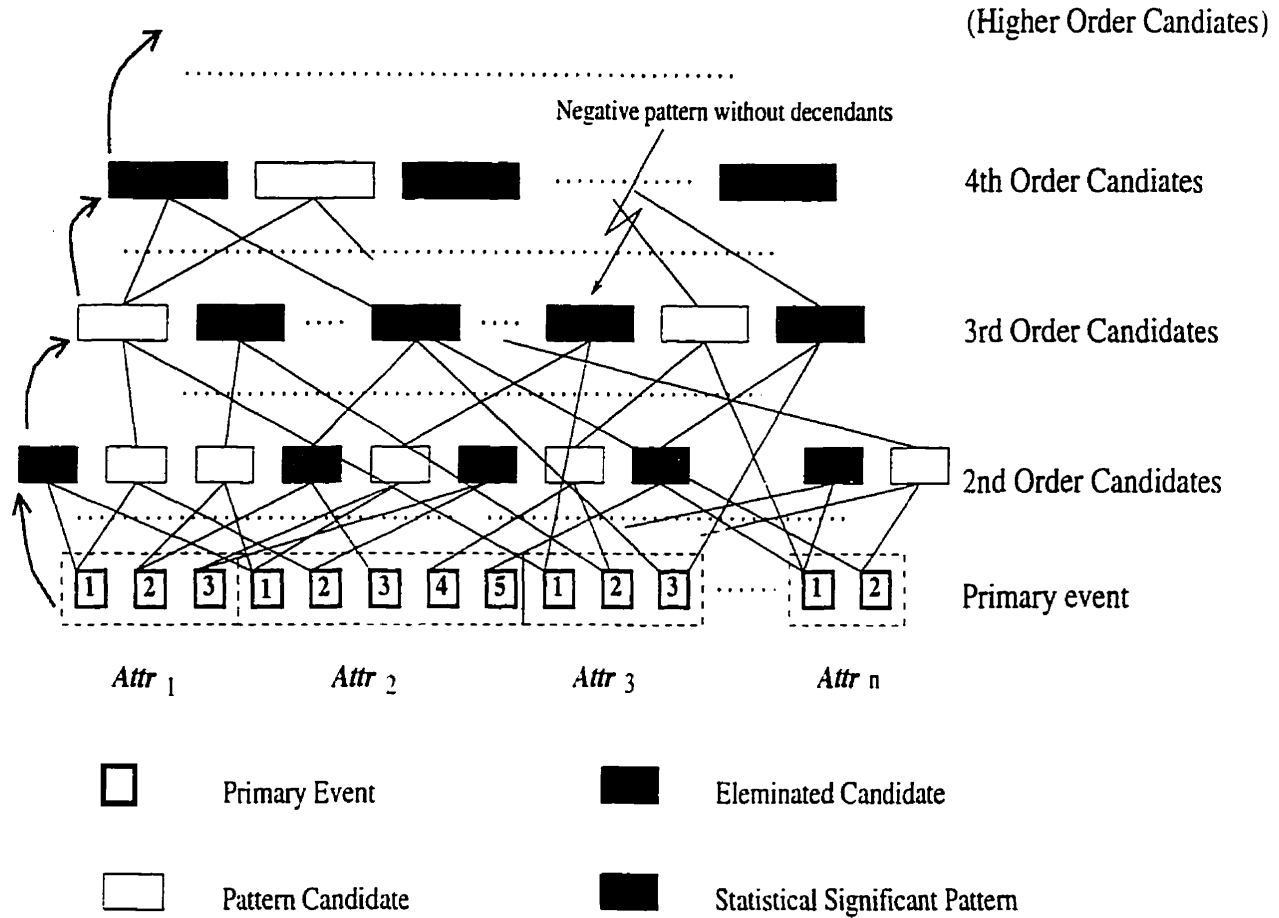 (Higher Order Candiates)
Negative pattern without decendants
4th Order Candiates
3rd Order Candidates
2nd Order Candidates
1 2 3 1 2 3 4 5 1 2 3 1 2
Primary event
Attr 1 Attr 2 Attr 3 Attr n
Primary Event
Eleminated Candidate
Pattern Candidate
Statistical Significant Pattern